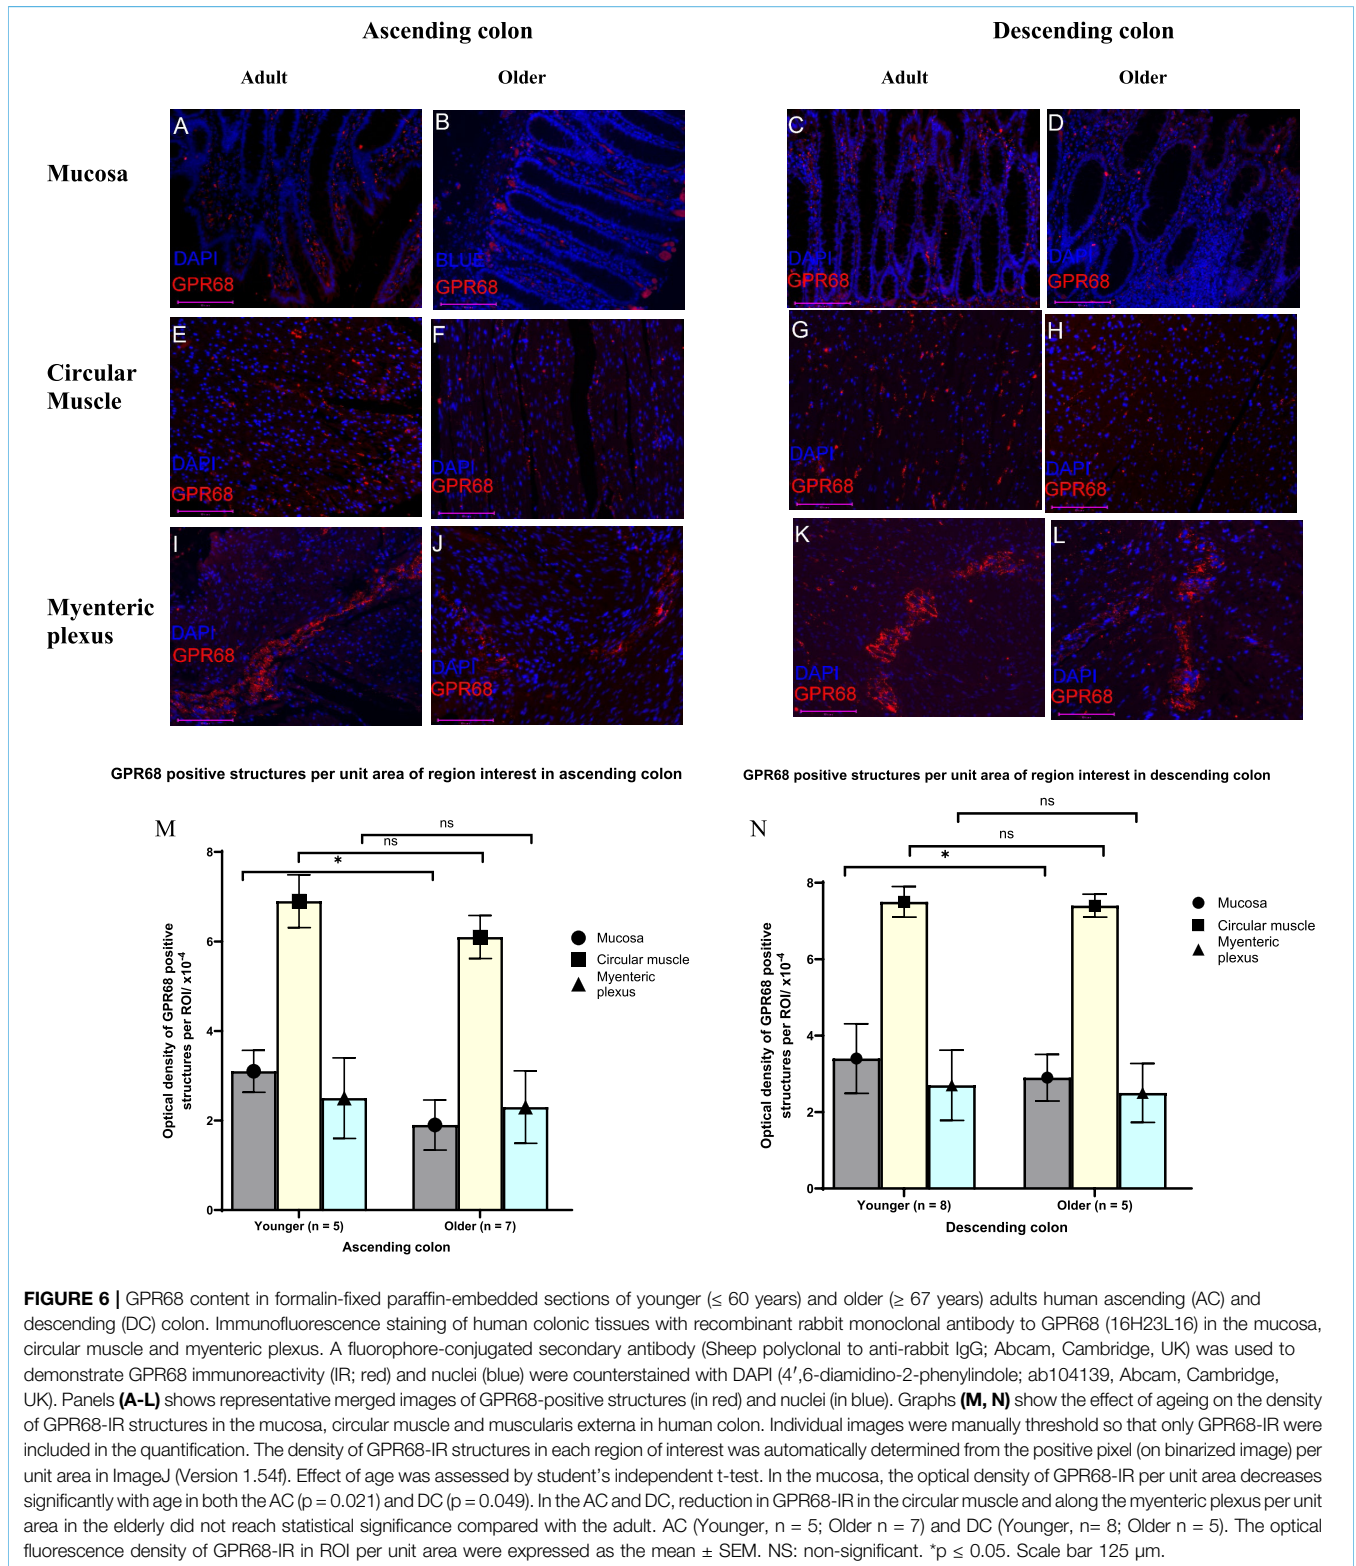 Ascending colon
Descending colon
Adult
Older
Adult
Older
Mucosa
A
DAPI
GPR68
B
BLUE
GPR68
C
DAPI
GPR68
D
DAPI
GPR68
Circular
Muscle
E
DAPI
GPR68
F
DAPI
GPR68
G
DAPI
GPR68
H
DAPI
GPR68
Myenteric
plexus
I
DAPI
GPR68
J
DAPI
GPR68
K
DAPI
GPR68
L
DAPI
GPR68
GPR68 positive structures per unit area of region interest in ascending colon
M
ns
ns
*
8
6
4
2
0
Optical density of GPR68 positive
structures per ROI/ x10-4
Mucosa
Circular muscle
Myenteric
plexus
Younger (n = 5)
Older (n = 7)
Ascending colon
GPR68 positive structures per unit area of region interest in descending colon
N
ns
ns
*
8
6
4
2
0
Optical density of GPR68 positive
structures per ROI/ x10-4
Mucosa
Circular muscle
Myenteric
plexus
Younger (n = 8)
Older (n = 5)
Descending colon
FIGURE 6 | GPR68 content in formalin-fixed paraffin-embedded sections of younger (≤ 60 years) and older (≥ 67 years) adults human ascending (AC) and
descending (DC) colon. Immunofluorescence staining of human colonic tissues with recombinant rabbit monoclonal antibody to GPR68 (16H23L16) in the mucosa,
circular muscle and myenteric plexus. A fluorophore-conjugated secondary antibody (Sheep polyclonal to anti-rabbit IgG; Abcam, Cambridge, UK) was used to
demonstrate GPR68 immunoreactivity (IR; red) and nuclei (blue) were counterstained with DAPI (4′,6-diamidino-2-phenylindole; ab104139, Abcam, Cambridge,
UK). Panels (A-L) shows representative merged images of GPR68-positive structures (in red) and nuclei (in blue). Graphs (M, N) show the effect of ageing on the density
of GPR68-IR structures in the mucosa, circular muscle and muscularis externa in human colon. Individual images were manually threshold so that only GPR68-IR were
included in the quantification. The density of GPR68-IR structures in each region of interest was automatically determined from the positive pixel (on binarized image) per
unit area in ImageJ (Version 1.54f). Effect of age was assessed by student's independent t-test. In the mucosa, the optical density of GPR68-IR per unit area decreases
significantly with age in both the AC (p = 0.021) and DC (p = 0.049). In the AC and DC, reduction in GPR68-IR in the circular muscle and along the myenteric plexus per unit
area in the elderly did not reach statistical significance compared with the adult. AC (Younger, n = 5; Older n = 7) and DC (Younger, n= 8; Older n = 5). The optical
fluorescence density of GPR68-IR in ROI per unit area were expressed as the mean ± SEM. NS: non-significant. *p ≤ 0.05. Scale bar 125 µm.